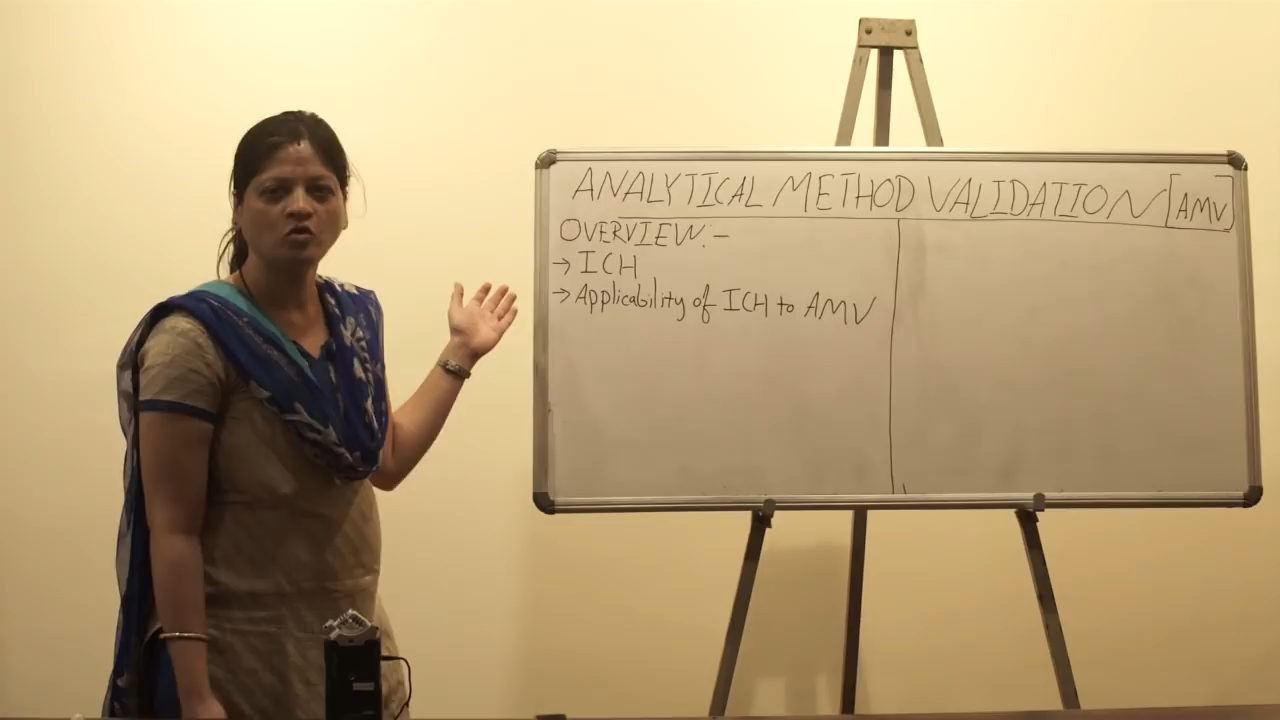 ANALYTICAL METHOD VALIDATION [AMV]
OVERVIEW:-
→ ICH
→ Applicability of ICH to AMV